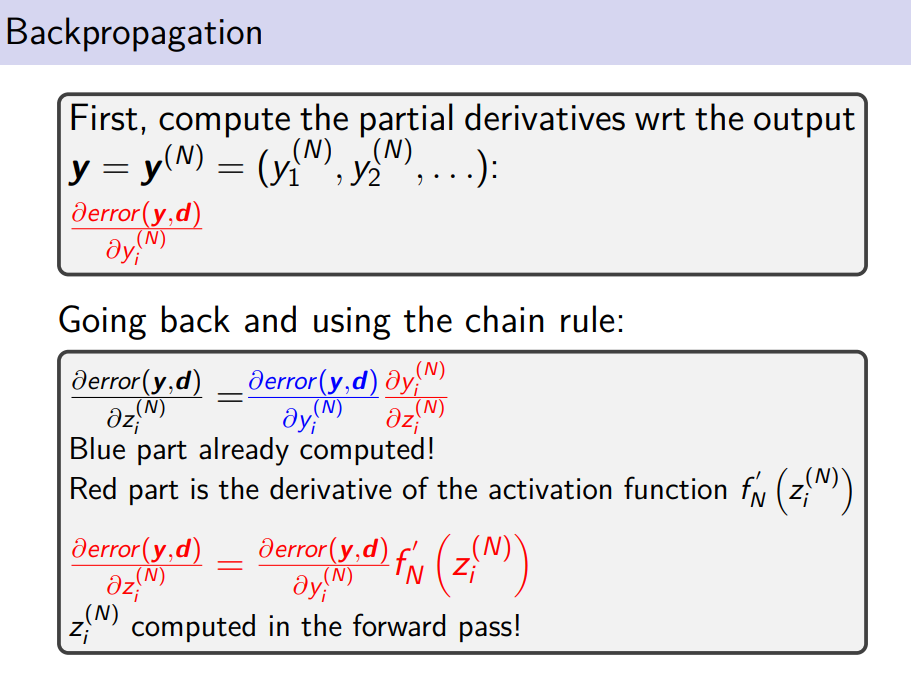 Backpropagation
First, compute the partial derivatives wrt the output
$\boldsymbol{y} = \boldsymbol{y}^{(N)} = (y_1^{(N)}, y_2^{(N)}, \ldots):$
$\frac{\partial error(\boldsymbol{y},\boldsymbol{d})}{\partial y_i^{(N)}}$
Going back and using the chain rule:
$\frac{\partial error(\boldsymbol{y},\boldsymbol{d})}{\partial z_i^{(N)}} = \frac{\partial error(\boldsymbol{y},\boldsymbol{d})}{\partial y_i^{(N)}} \frac{\partial y_i^{(N)}}{\partial z_i^{(N)}}$
Blue part already computed!
Red part is the derivative of the activation function $f_N^{'}\left(z_i^{(N)}\right)$
$\frac{\partial error(\boldsymbol{y},\boldsymbol{d})}{\partial z_i^{(N)}} = \frac{\partial error(\boldsymbol{y},\boldsymbol{d})}{\partial y_i^{(N)}} f_N^{'}\left(z_i^{(N)}\right)$
$z_i^{(N)}$ computed in the forward pass!